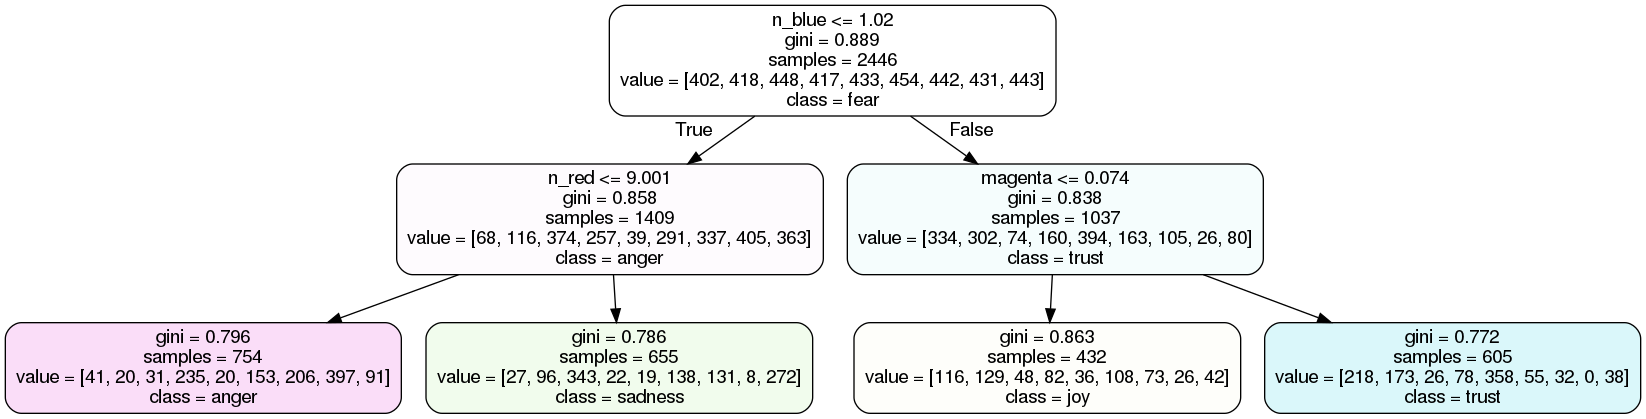 n_blue <= 1.02
gini = 0.889
samples = 2446
value = [402, 418, 448, 417, 433, 454, 442, 431, 443]
class = fear
True
False
n_red <= 9.001
gini = 0.858
samples = 1409
value = [68, 116, 374, 257, 39, 291, 337, 405, 363]
class = anger
magenta <= 0.074
gini = 0.838
samples = 1037
value = [334, 302, 74, 160, 394, 163, 105, 26, 80]
class = trust
gini = 0.796
samples = 754
value = [41, 20, 31, 235, 20, 153, 206, 397, 91]
class = anger
gini = 0.786
samples = 655
value = [27, 96, 343, 22, 19, 138, 131, 8, 272]
class = sadness
gini = 0.863
samples = 432
value = [116, 129, 48, 82, 36, 108, 73, 26, 42]
class = joy
gini = 0.772
samples = 605
value = [218, 173, 26, 78, 358, 55, 32, 0, 38]
class = trust